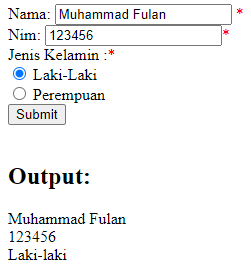 Nama: Muhammad Fulan *
Nim: 123456 *
Jenis Kelamin :*
Laki-Laki
Perempuan
Submit
Output:
Muhammad Fulan
123456
Laki-laki